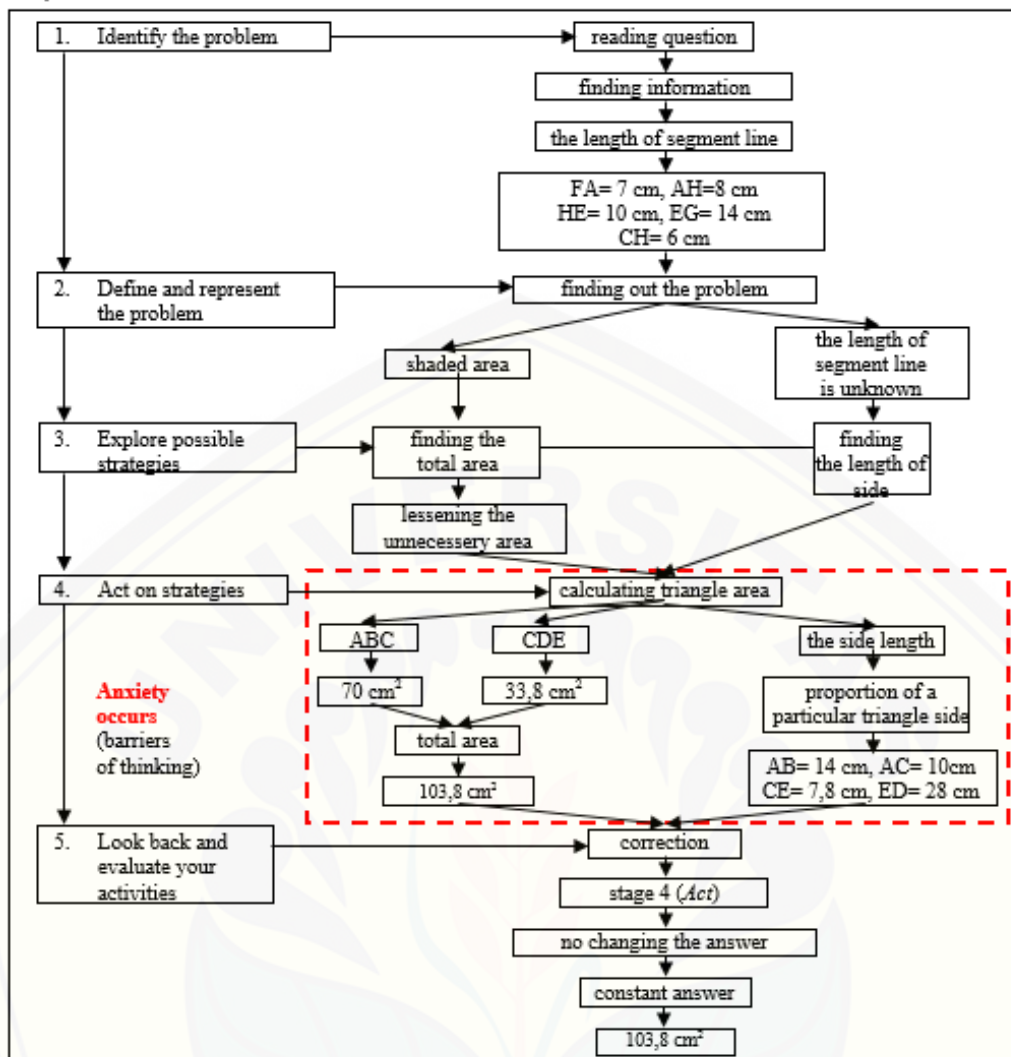 1. Identify the problem
reading question
finding information
the length of segment line
FA= 7 cm, AH=8 cm
HE= 10 cm, EG= 14 cm
CH= 6 cm
2. Define and represent
the problem
finding out the problem
shaded area
the length of
segment line
is unknown
3. Explore possible
strategies
finding the
total area
finding
the length of
side
lessening the
unnecessery area
4. Act on strategies
calculating triangle area
ABC
CDE
the side length
70 cm²
33,8 cm²
proportion of a
particular triangle side
Anxiety
occurs
(barriers
of thinking)
total area
103,8 cm²
AB= 14 cm, AC= 10cm
CE= 7,8 cm, ED= 28 cm
5. Look back and
evaluate your
activities
correction
stage 4 (Act)
no changing the answer
constant answer
103,8 cm²
UNIVERSITA